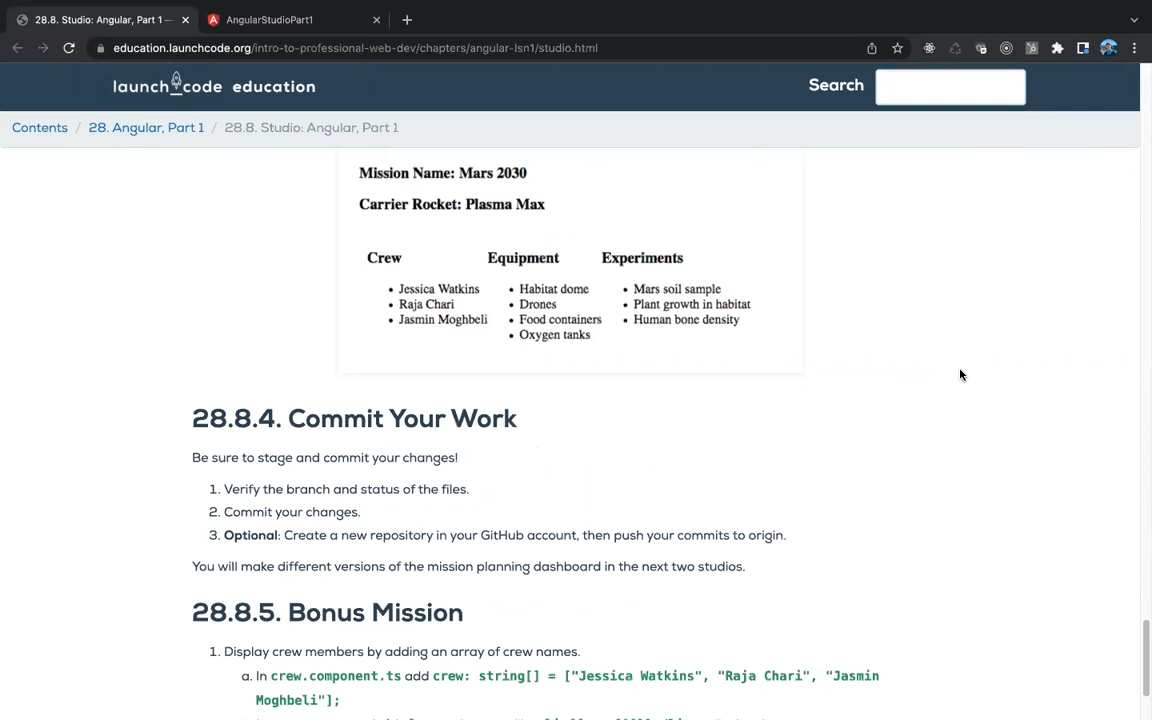 28.8. Studio: Angular, Part 1 —
AngularStudioPart1
education.launchcode.org/intro-to-professional-web-dev/chapters/angular-lsn1/studio.html
launch_code education
Search
Contents / 28. Angular, Part 1 / 28.8. Studio: Angular, Part 1
Mission Name: Mars 2030
Carrier Rocket: Plasma Max
Crew
Equipment
Experiments
• Jessica Watkins
• Habitat dome
• Mars soil sample
• Raja Chari
• Drones
• Plant growth in habitat
• Jasmin Moghbeli
• Food containers
• Human bone density
• Oxygen tanks
28.8.4. Commit Your Work
Be sure to stage and commit your changes!
1. Verify the branch and status of the files.
2. Commit your changes.
3. Optional: Create a new repository in your GitHub account, then push your commits to origin.
You will make different versions of the mission planning dashboard in the next two studios.
28.8.5. Bonus Mission
1. Display crew members by adding an array of crew names.
a. In crew.component.ts add crew: string[] = ["Jessica Watkins", "Raja Chari", "Jasmin
Moghbeli"];